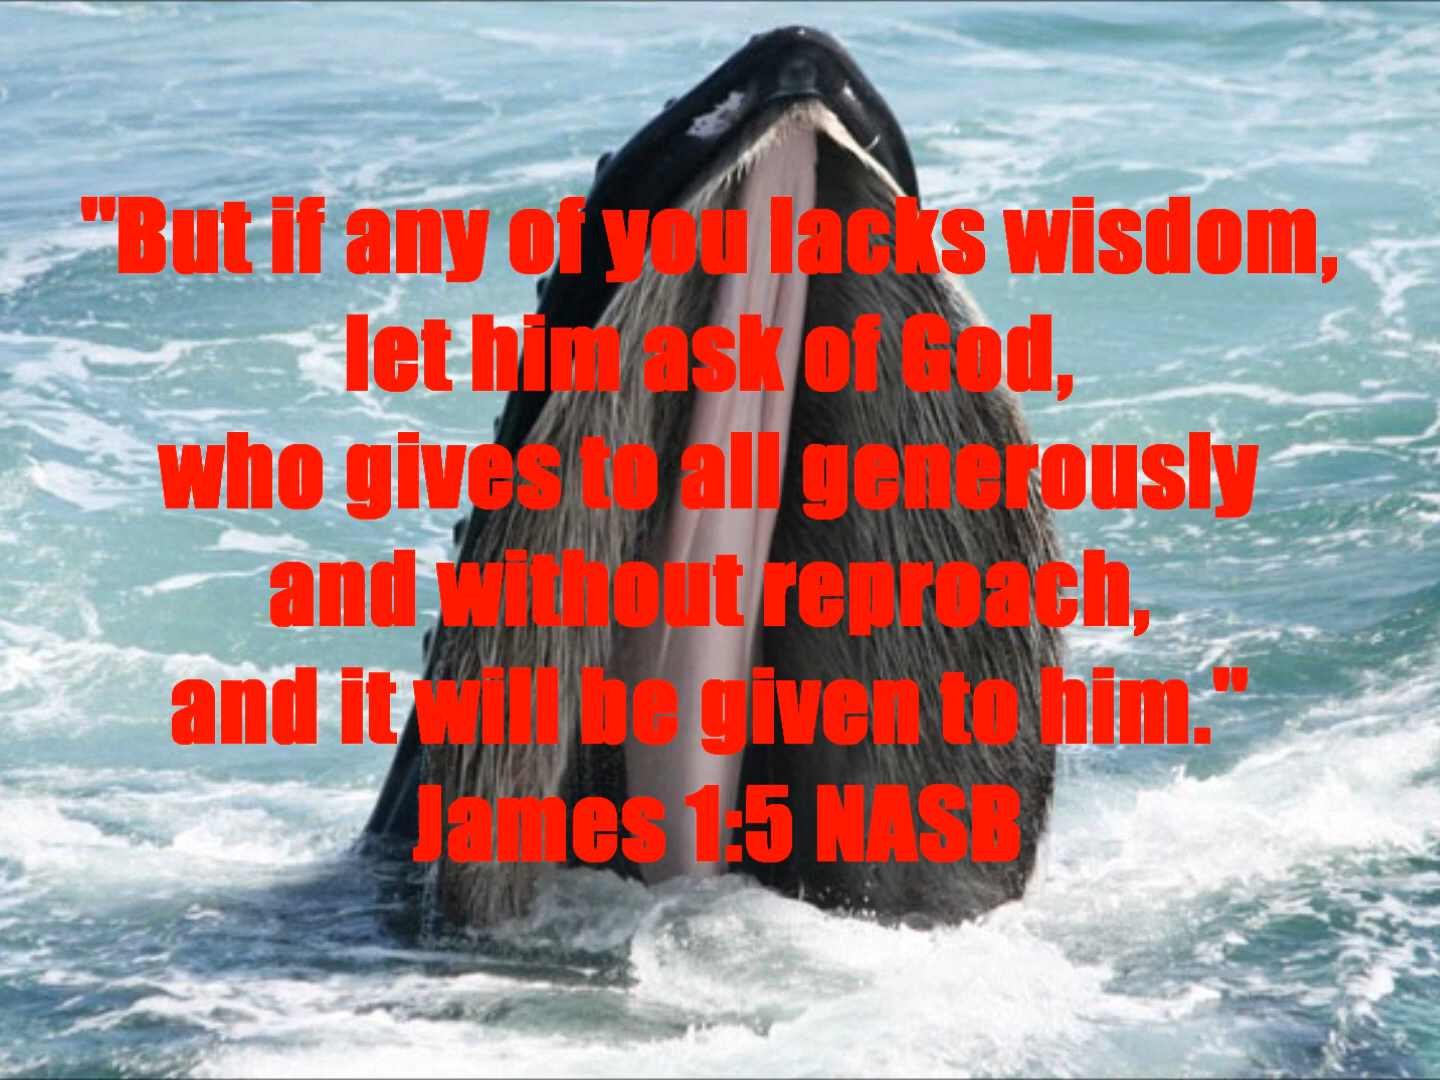 "But if any of you lacks wisdom,
let him ask of God,
who gives to all generously
and without reproach,
and it will be given to him."
James 1:5 NASB